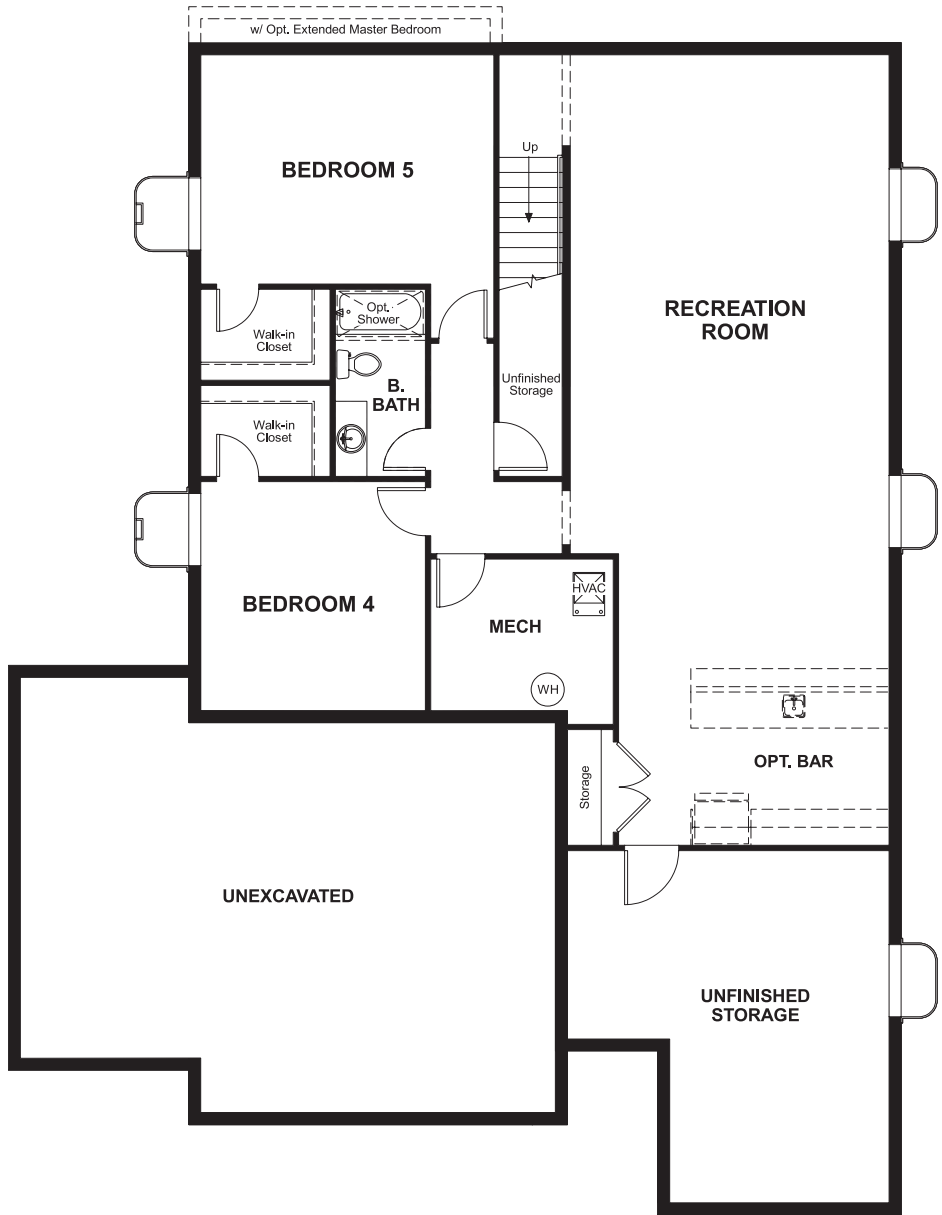 w/ Opt. Extended Master Bedroom
BEDROOM 5
Up
RECREATION
ROOM
Opt.
Shower
Walk-in
Closet
B.
BATH
Unfinished
Storage
Walk-in
Closet
BEDROOM 4
HVAC
MECH
WH
OPT. BAR
Storage
UNEXCAVATED
UNFINISHED
STORAGE